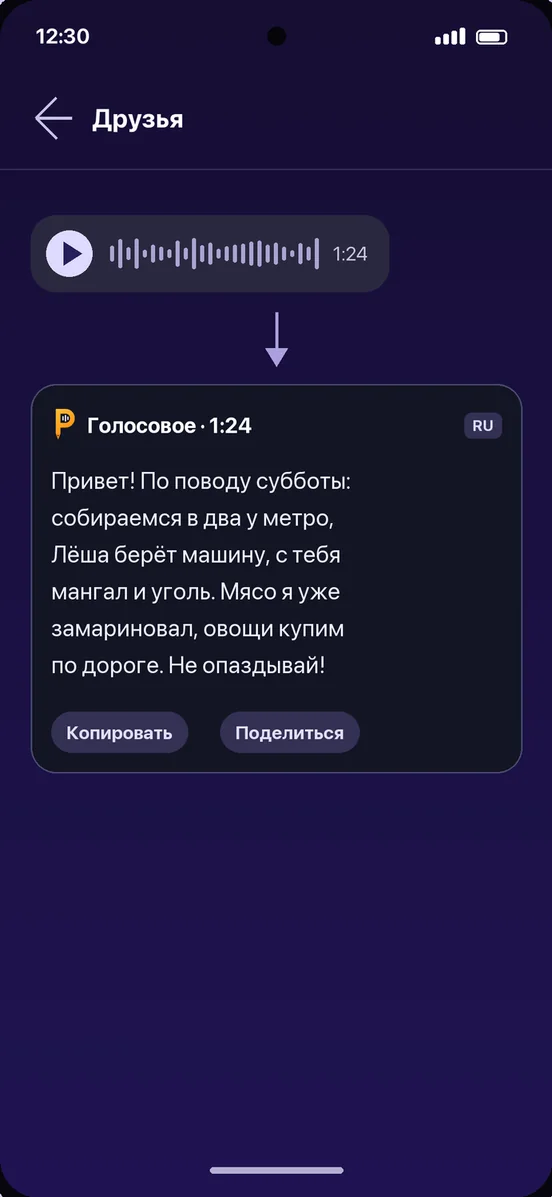 12:30
Друзья
1:24
Голосовое · 1:24
RU
Привет! По поводу субботы:
собираемся в два у метро,
Лёша берёт машину, с тебя
мангал и уголь. Мясо я уже
замариновал, овощи купим
по дороге. Не опаздывай!
Копировать
Поделиться